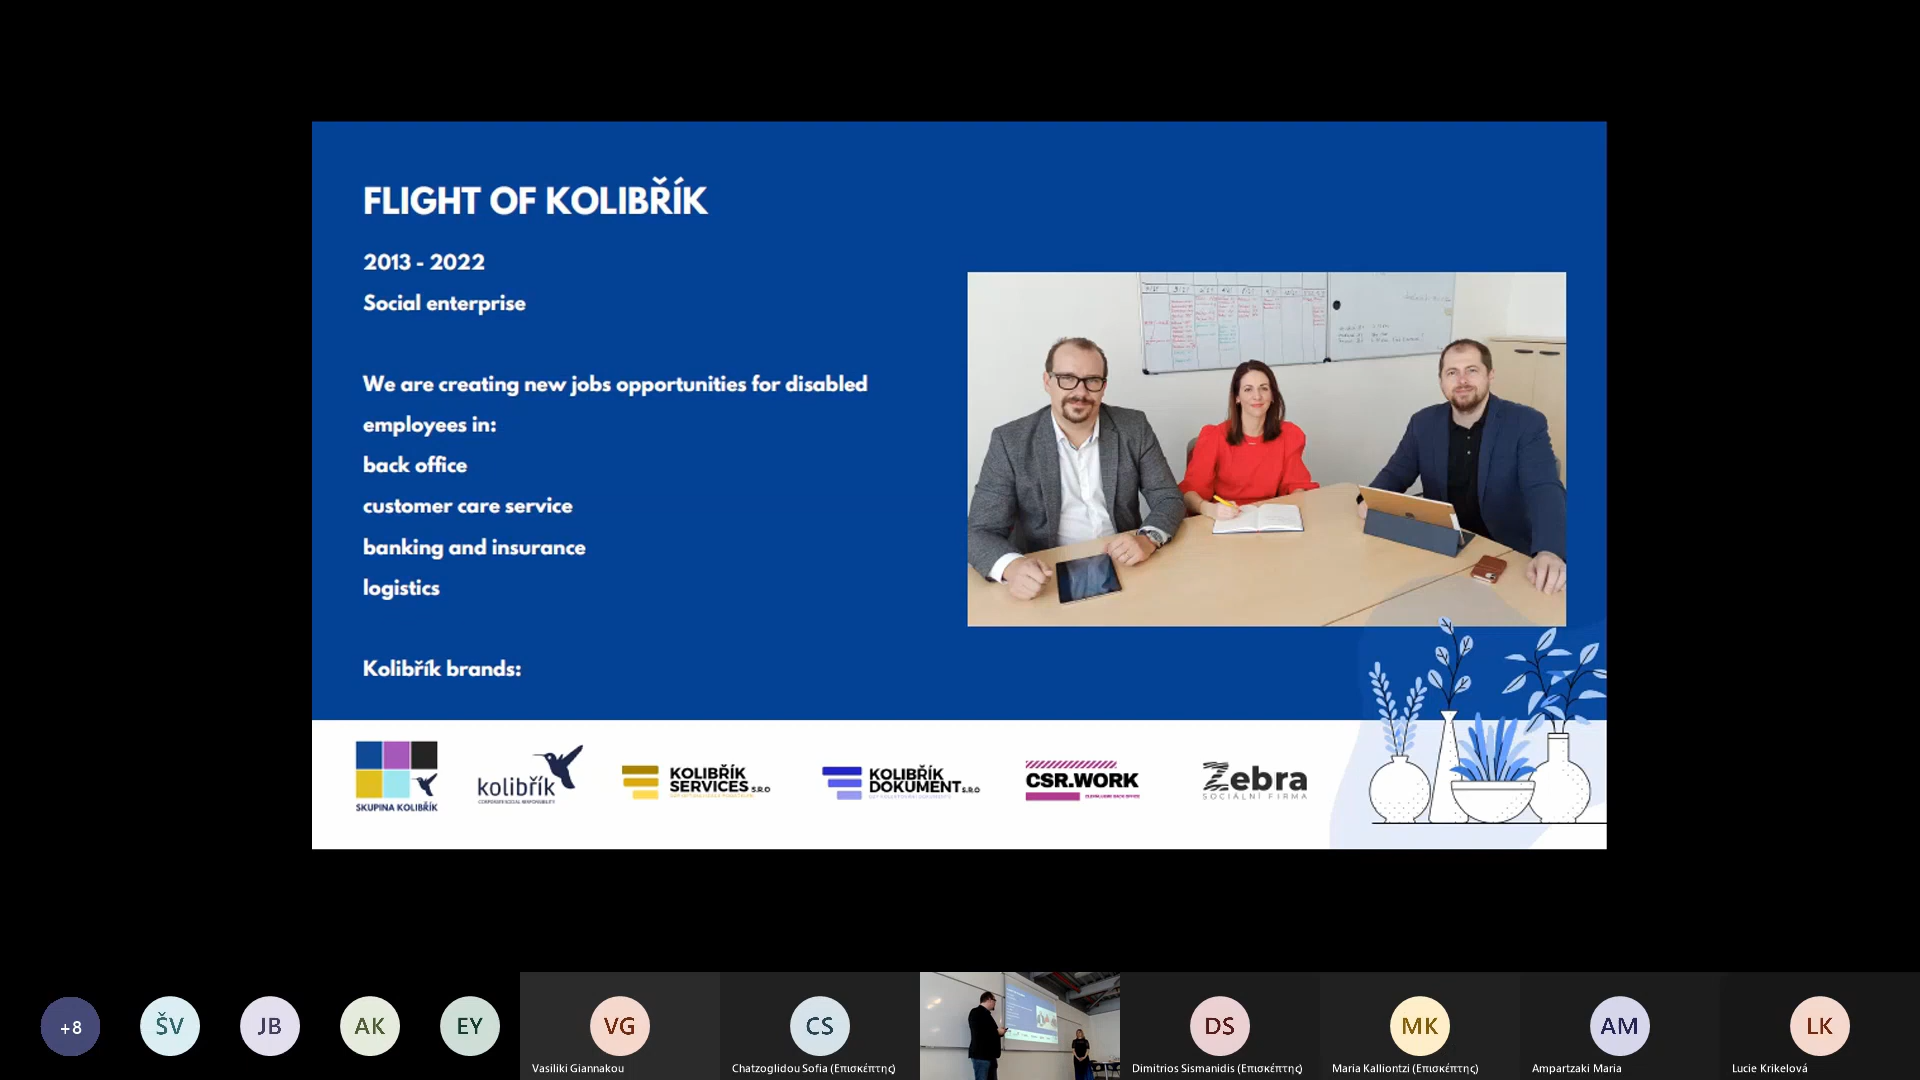 FLIGHT OF KOLIBŘÍK
2013 - 2022
Social enterprise
We are creating new jobs opportunities for disabled
employees in:
back office
customer care service
banking and insurance
logistics
Kolibřík brands:
SKUPINA KOLIBŘÍK
kolibřík
CORPORATE SOCIAL RESPONSIBILITY
KOLIBŘÍK
SERVICES S.R.O
KOLIBŘÍK
DOKUMENT S.R.O
CSR.WORK
Zebra
SOCIÁLNÍ FIRMA
+8
ŠV
JB
AK
EY
VG
CS
DS
MK
AM
LK
Vasiliki Giannakou
Chatzoglidou Sofia (Επισκέπτης)
Dimitrios Sismanidis (Επισκέπτης)
Maria Kalliontzi (Επισκέπτης)
Ampartzaki Maria
Lucie Krikelová